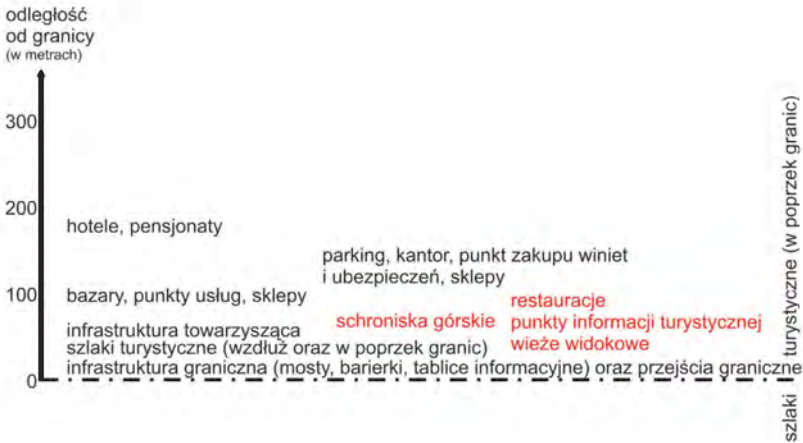 odległość
od granicy
(w metrach)
300
200
100
0
hotele, pensjonaty
parking, kantor, punkt zakupu winiet
i ubezpieczeń, sklepy
bazary, punkty usług, sklepy
restauracje
schroniska górskie
punkty informacji turystycznej
wieże widokowe
infrastruktura towarzysząca
szlaki turystyczne (wzdłuż oraz w poprzek granic)
infrastruktura graniczna (mosty, barierki, tablice informacyjne) oraz przejścia graniczne
szlaki turystyczne (w poprzek granic)